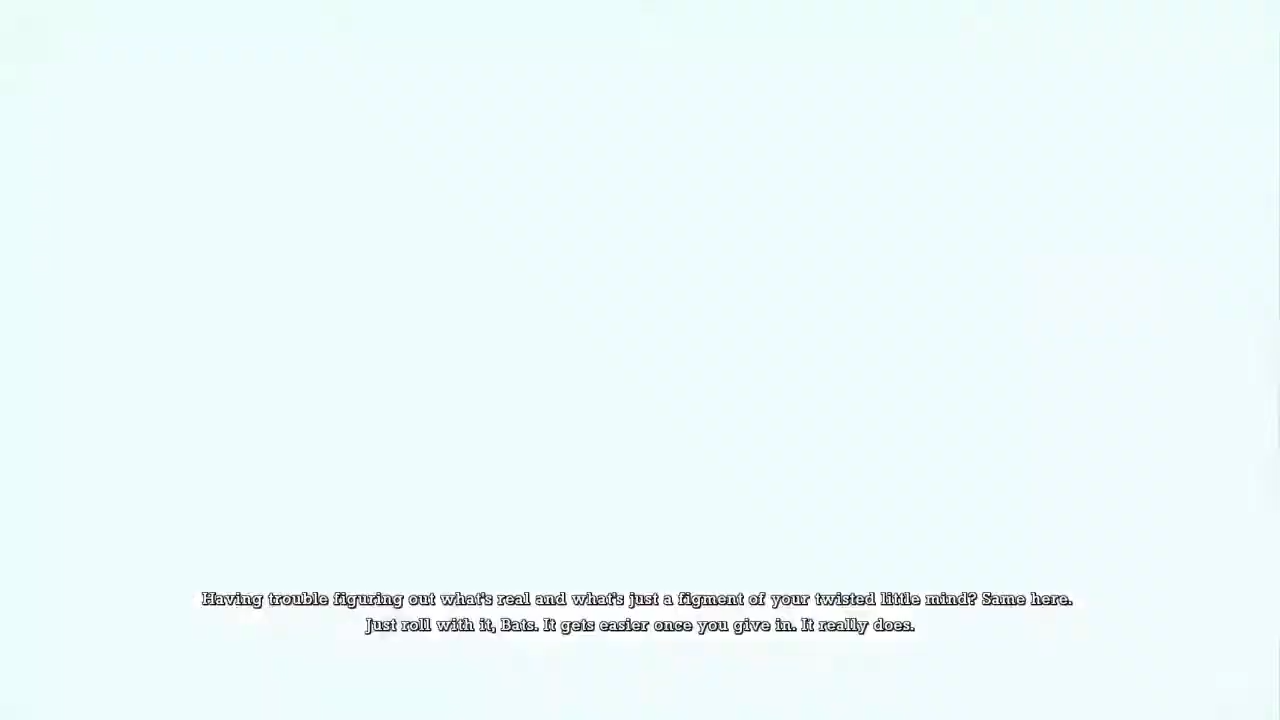 Having trouble figuring out what's real and what's just a figment of your twisted little mind? Same here.
Just roll with it, Bats. It gets easier once you give in. It really does.